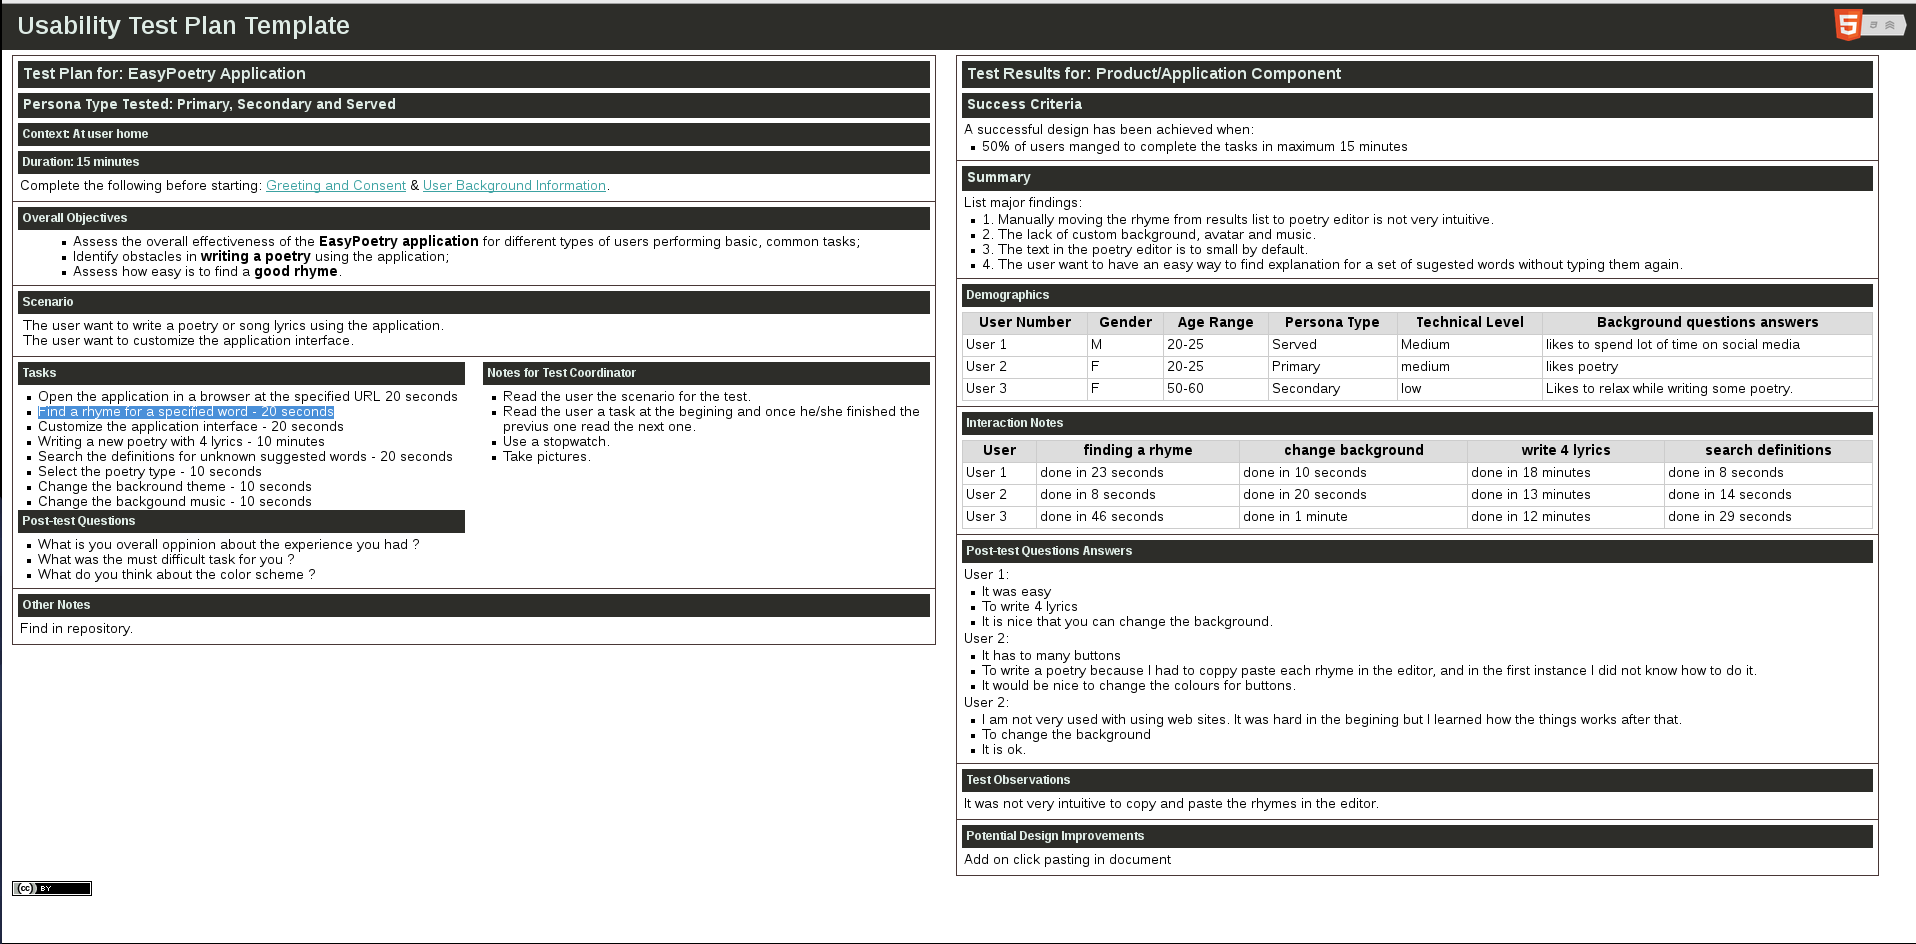 Usability Test Plan Template
Test Plan for: EasyPoetry Application
Persona Type Tested: Primary, Secondary and Served
Context: At user home
Duration: 15 minutes
Complete the following before starting: Greeting and Consent & User Background Information.
Overall Objectives
Assess the overall effectiveness of the EasyPoetry application for different types of users performing basic, common tasks;
Identify obstacles in writing a poetry using the application;
Assess how easy is to find a good rhyme.
Scenario
The user want to write a poetry or song lyrics using the application.
The user want to customize the application interface.
Tasks
Open the application in a browser at the specified URL 20 seconds
Find a rhyme for a specified word - 20 seconds
Customize the application interface - 20 seconds
Writing a new poetry with 4 lyrics - 10 minutes
Search the definitions for unknown suggested words - 20 seconds
Select the poetry type - 10 seconds
Change the backround theme - 10 seconds
Change the backgound music - 10 seconds
Post-test Questions
What is you overall oppinion about the experience you had ?
What was the must difficult task for you ?
What do you think about the color scheme ?
Notes for Test Coordinator
Read the user the scenario for the test.
Read the user a task at the begining and once he/she finished the
previus one read the next one.
Use a stopwatch.
Take pictures.
Other Notes
Find in repository.
Test Results for: Product/Application Component
Success Criteria
A successful design has been achieved when:
50% of users manged to complete the tasks in maximum 15 minutes
Summary
List major findings:
1. Manually moving the rhyme from results list to poetry editor is not very intuitive.
2. The lack of custom background, avatar and music.
3. The text in the poetry editor is to small by default.
4. The user want to have an easy way to find explanation for a set of sugested words without typing them again.
Demographics
User Number Gender Age Range Persona Type Technical Level Background questions answers
User 1 M 20-25 Served Medium likes to spend lot of time on social media
User 2 F 20-25 Primary medium likes poetry
User 3 F 50-60 Secondary low Likes to relax while writing some poetry.
Interaction Notes
User finding a rhyme change background write 4 lyrics search definitions
User 1 done in 23 seconds done in 10 seconds done in 18 minutes done in 8 seconds
User 2 done in 8 seconds done in 20 seconds done in 13 minutes done in 14 seconds
User 3 done in 46 seconds done in 1 minute done in 12 minutes done in 29 seconds
Post-test Questions Answers
User 1:
It was easy
To write 4 lyrics
It is nice that you can change the background.
User 2:
It has to many buttons
To write a poetry because I had to coppy paste each rhyme in the editor, and in the first instance I did not know how to do it.
It would be nice to change the colours for buttons.
User 2:
I am not very used with using web sites. It was hard in the begining but I learned how the things works after that.
To change the background
It is ok.
Test Observations
It was not very intuitive to copy and paste the rhymes in the editor.
Potential Design Improvements
Add on click pasting in document
cc BY